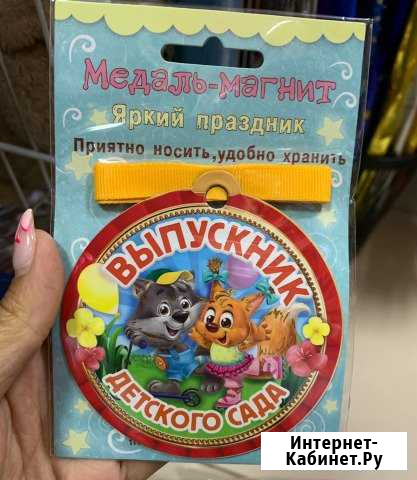 Медаль-магнит
Яркий праздник
Приятно носить,удобно хранить
ВЫПУСКНИК
ДЕТСКОГО САДА
Интернет-
Кабинет.Ру